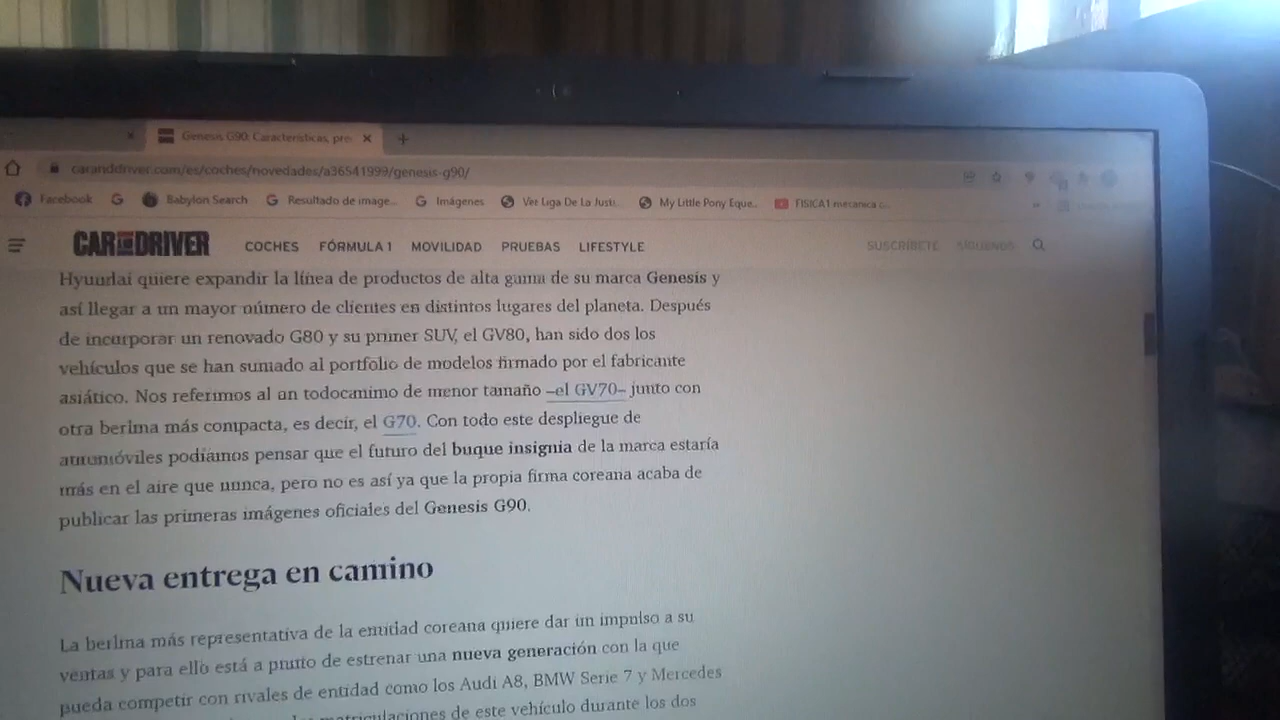 Genesis G90: Características, pre
caranddriver.com/es/coches/novedades/a36541999/genesis-g90/
Facebook
Babylon Search
Resultado de image...
Imágenes
Ver Liga De La Justi...
My Little Pony Eque...
FISICA1 mecanica c...
CAR AND DRIVER
COCHES FÓRMULA 1 MOVILIDAD PRUEBAS LIFESTYLE
SUSCRÍBETE SÍGUENOS
Hyundai quiere expandir la línea de productos de alta gama de su marca Genesis y
así llegar a un mayor número de clientes en distintos lugares del planeta. Después
de incorporar un renovado G80 y su primer SUV, el GV80, han sido dos los
vehículos que se han sumado al portfolio de modelos firmado por el fabricante
asiático. Nos referimos al un todocamino de menor tamaño –el GV70– junto con
otra berlina más compacta, es decir, el G70. Con todo este despliegue de
automóviles podíamos pensar que el futuro del buque insignia de la marca estaría
más en el aire que nunca, pero no es así ya que la propia firma coreana acaba de
publicar las primeras imágenes oficiales del Genesis G90.
Nueva entrega en camino
La berlina más representativa de la entidad coreana quiere dar un impulso a su
ventas y para ello está a punto de estrenar una nueva generación con la que
pueda competir con rivales de entidad como los Audi A8, BMW Serie 7 y Mercedes
matriculaciones de este vehículo durante los dos